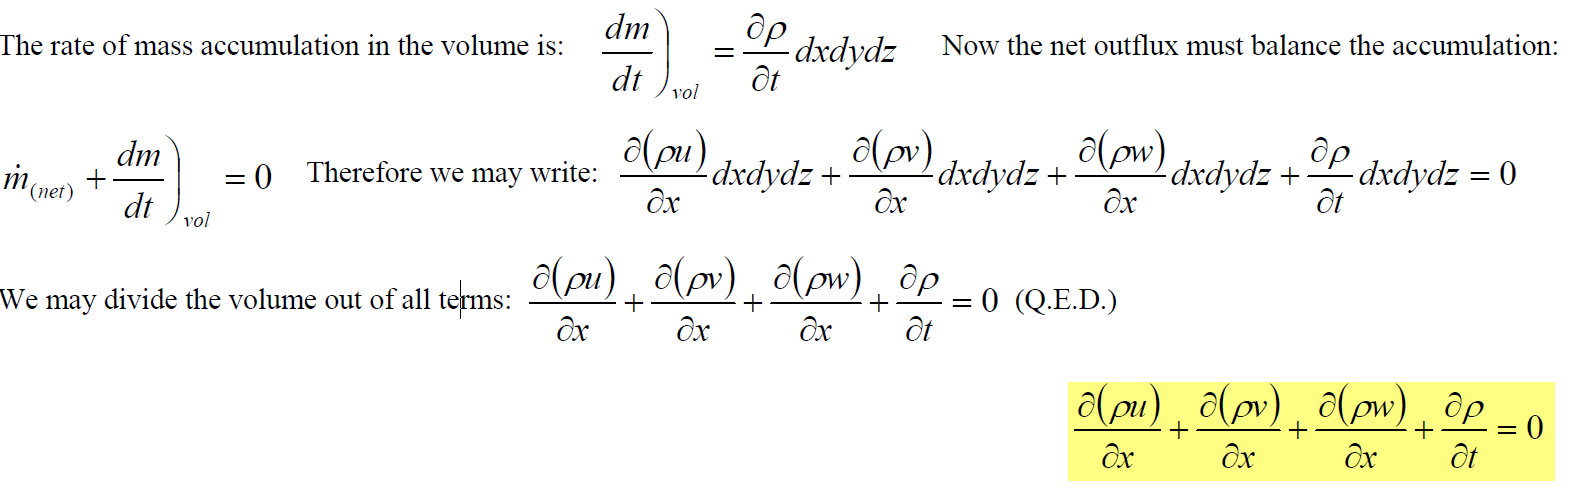 The rate of mass accumulation in the volume is: dm/dt)_vol = ∂ρ/∂t dxdydz Now the net outflux must balance the accumulation:
ṁ_(net) + dm/dt)_vol = 0 Therefore we may write: ∂(ρu)/∂x dxdydz + ∂(ρv)/∂x dxdydz + ∂(ρw)/∂x dxdydz + ∂ρ/∂t dxdydz = 0
We may divide the volume out of all terms: ∂(ρu)/∂x + ∂(ρv)/∂x + ∂(ρw)/∂x + ∂ρ/∂t = 0 (Q.E.D.)
∂(ρu)/∂x + ∂(ρv)/∂x + ∂(ρw)/∂x + ∂ρ/∂t = 0